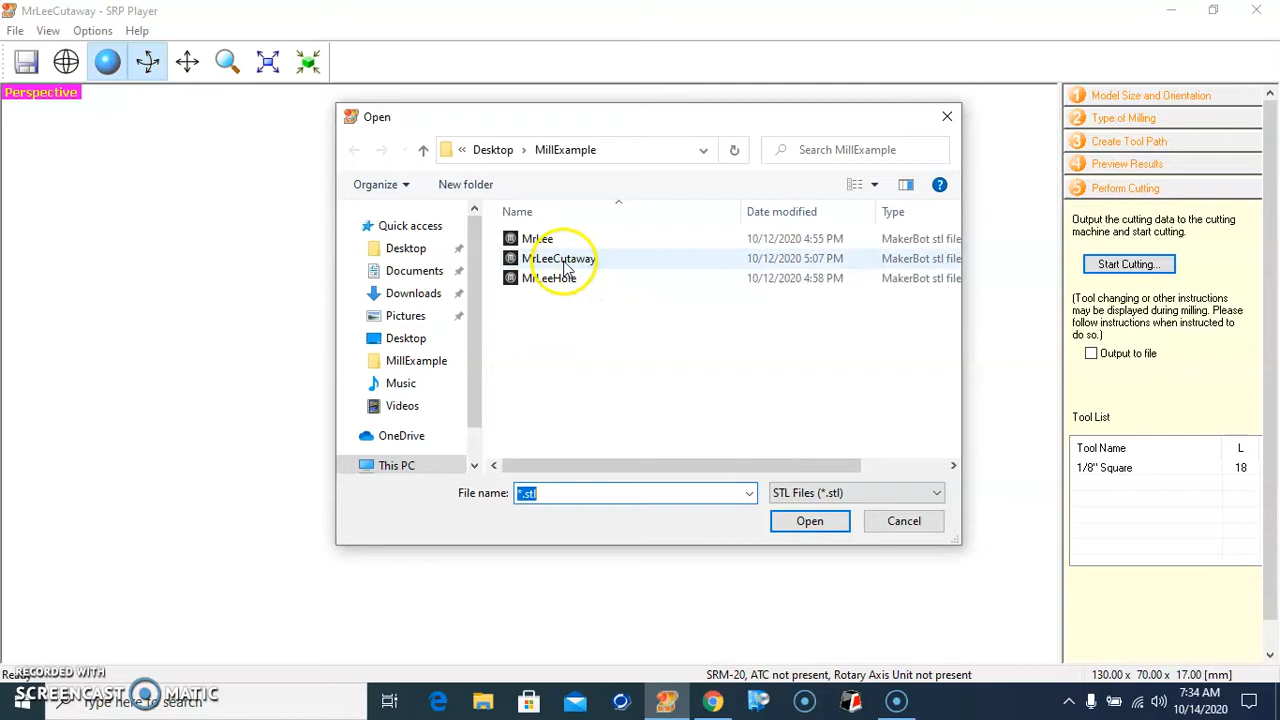 MrLeeCutaway - SRP Player
File View Options Help
Perspective
Open
« Desktop › MillExample
Search MillExample
Organize
New folder
Name Date modified Type
Quick access
Desktop
Documents
Downloads
Pictures
Desktop
MillExample
Music
Videos
OneDrive
This PC
MrLee 10/12/2020 4:55 PM MakerBot stl file
MrLeeCutaway 10/12/2020 5:07 PM MakerBot stl file
MrLeeHole 10/12/2020 4:58 PM MakerBot stl file
File name: *.stl
STL Files (*.stl)
Open Cancel
1 Model Size and Orientation
2 Type of Milling
3 Create Tool Path
4 Preview Results
5 Perform Cutting
Output the cutting data to the cutting
machine and start cutting.
Start Cutting...
(Tool changing or other instructions
may be displayed during milling. Please
follow instructions when instructed to
do so.)
Output to file
Tool List
Tool Name L
1/8" Square 18
Ready
SRM-20, ATC not present, Rotary Axis Unit not present
130.00 x 70.00 x 17.00 [mm]
RECORDED WITH
SCREENCAST MATIC
Type here to search
7:34 AM
10/14/2020